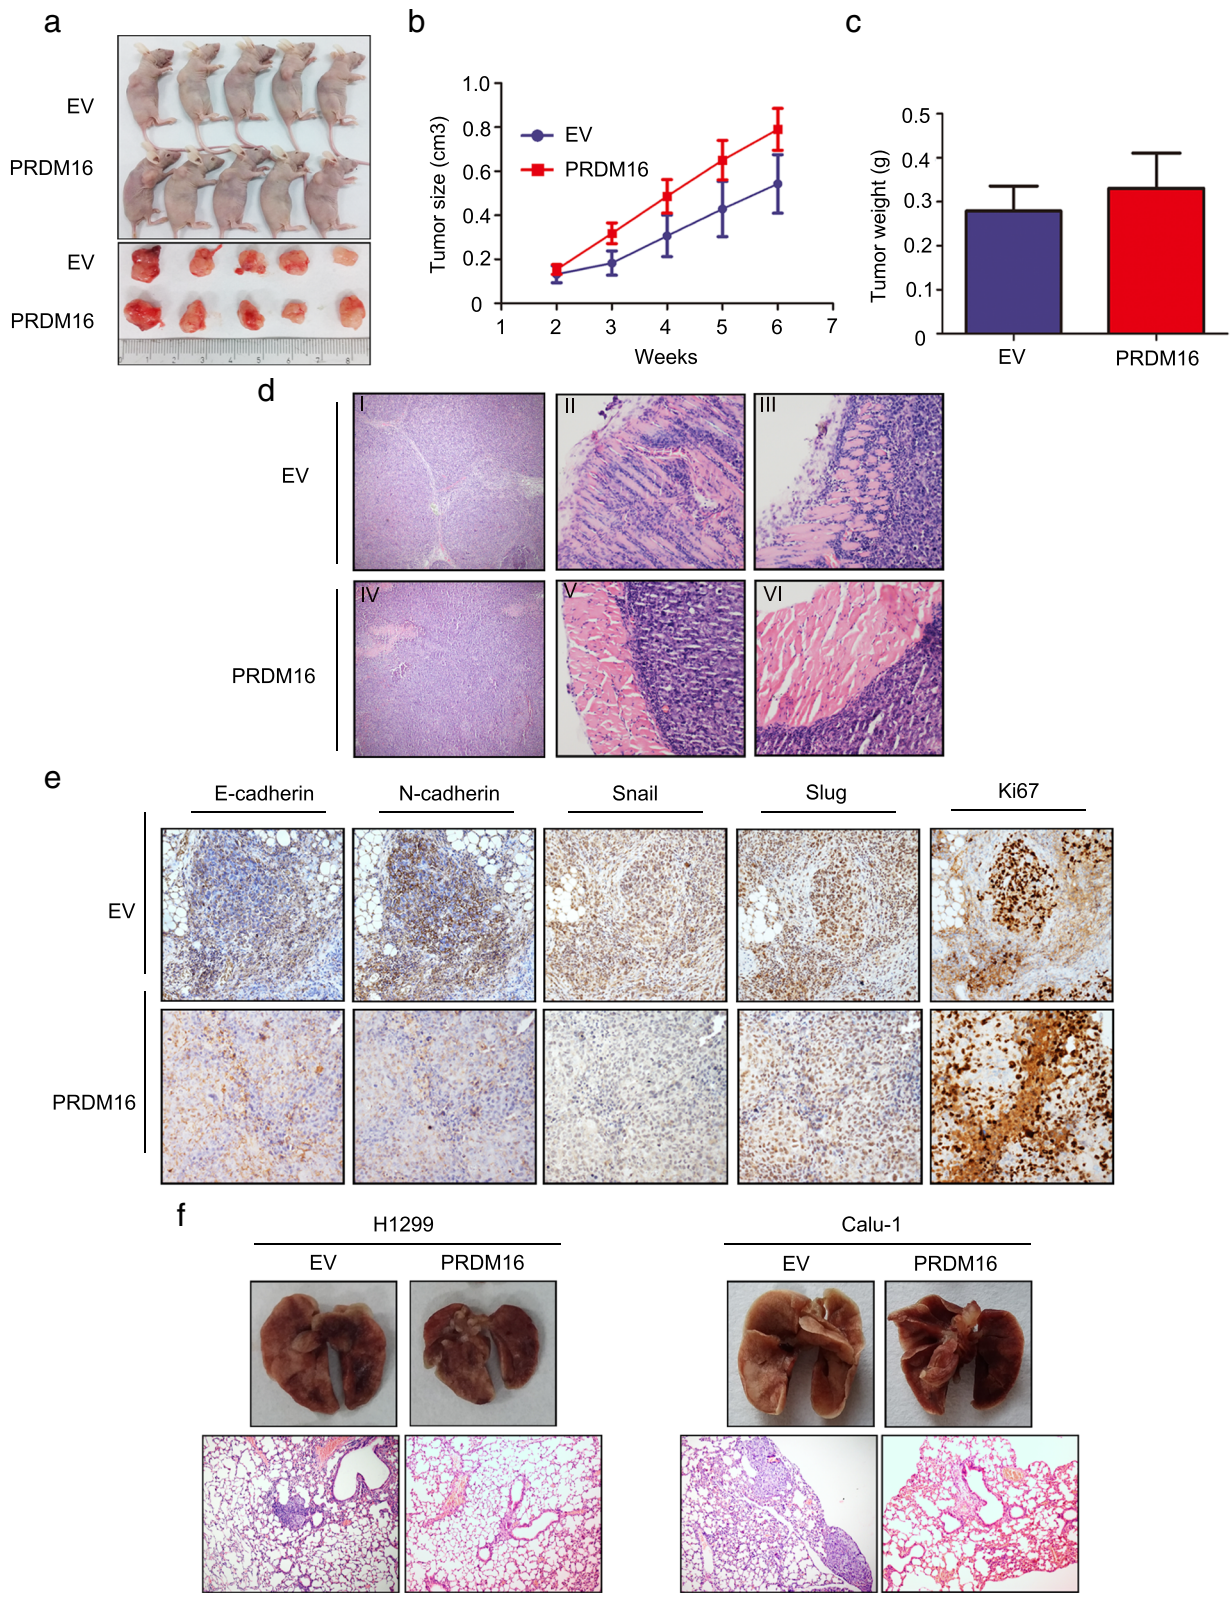 a
EV
PRDM16
EV
PRDM16
b
Tumor size (cm3)
1.0
0.8
0.6
0.4
0.2
0
EV
PRDM16
1 2 3 4 5 6 7
Weeks
c
Tumor weight (g)
0.5
0.4
0.3
0.2
0.1
0
EV PRDM16
d
EV
I II III
PRDM16
IV V VI
e
E-cadherin N-cadherin Snail Slug Ki67
EV
PRDM16
f
H1299 Calu-1
EV PRDM16 EV PRDM16